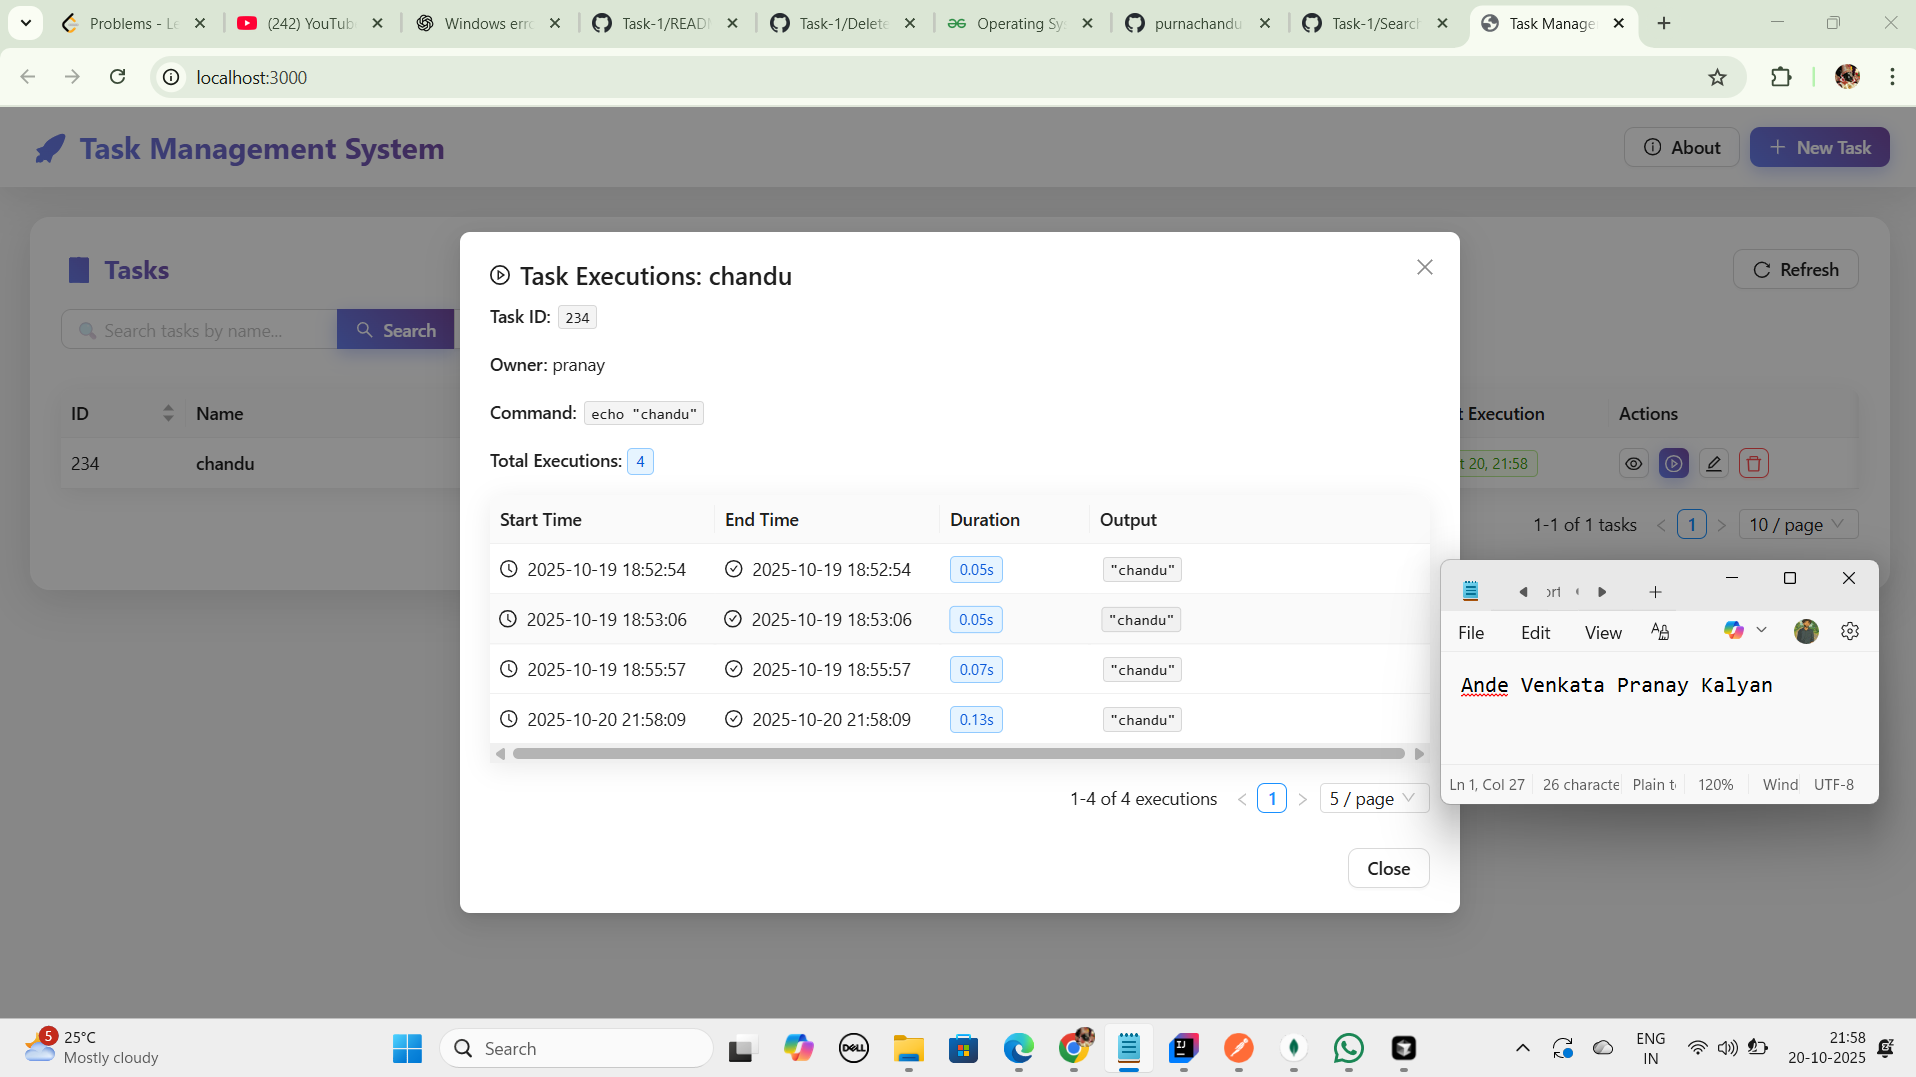 Problems - Le
(242) YouTub
Windows erro
Task-1/READ
Task-1/Delete
Operating Sys
purnachandu
Task-1/Search
Task Manage
localhost:3000
Task Management System
About
New Task
Tasks
Refresh
Search tasks by name...
Search
ID
Name
t Execution
Actions
234
chandu
t 20, 21:58
1-1 of 1 tasks
1
10 / page
Task Executions: chandu
Task ID: 234
Owner: pranay
Command: echo "chandu"
Total Executions: 4
Start Time
End Time
Duration
Output
2025-10-19 18:52:54
2025-10-19 18:52:54
0.05s
"chandu"
2025-10-19 18:53:06
2025-10-19 18:53:06
0.05s
"chandu"
2025-10-19 18:55:57
2025-10-19 18:55:57
0.07s
"chandu"
2025-10-20 21:58:09
2025-10-20 21:58:09
0.13s
"chandu"
1-4 of 4 executions
1
5 / page
Close
ort
File
Edit
View
Ande Venkata Pranay Kalyan
Ln 1, Col 27
26 characte
Plain t
120%
Wind
UTF-8
5
25°C
Mostly cloudy
Search
DELL
IJ
ENG
IN
21:58
20-10-2025